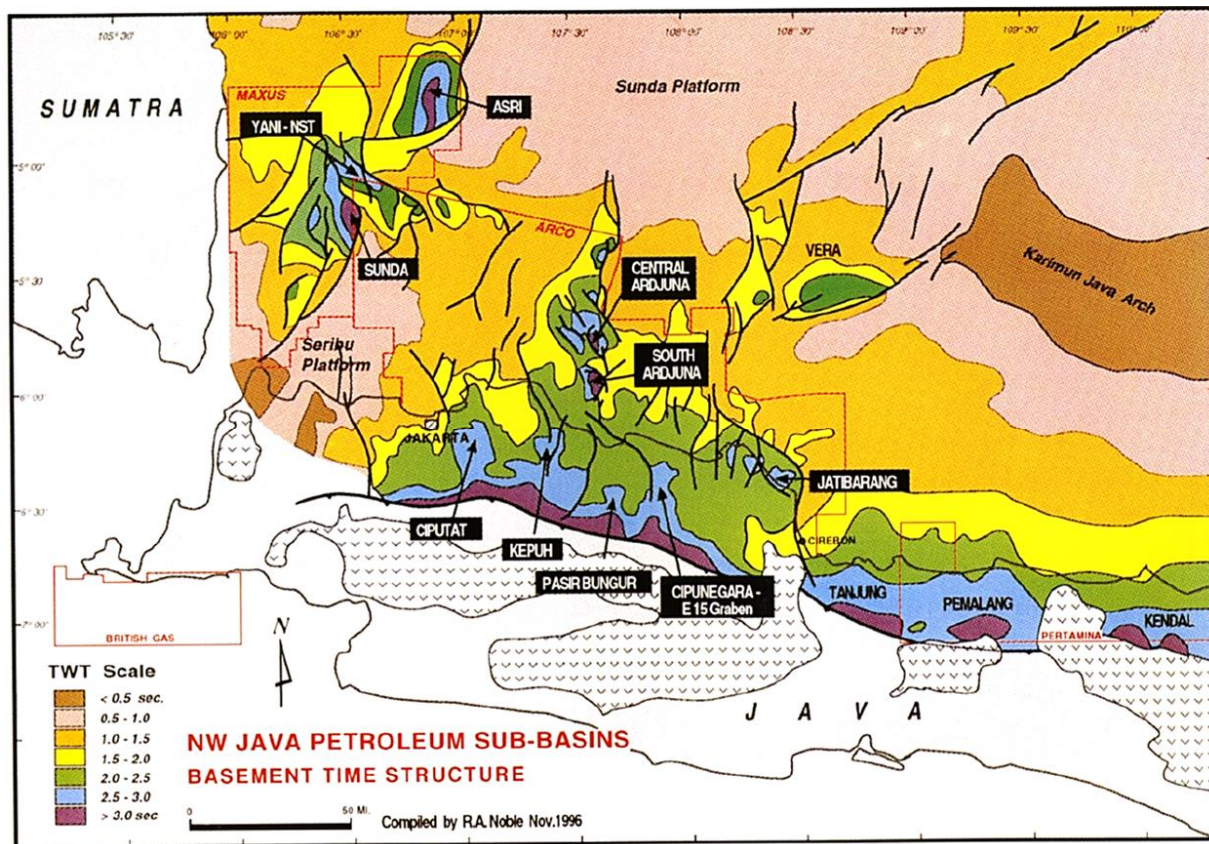 105° 30'
106° 00'
106° 30'
107° 00'
107° 30'
108° 00'
108° 30'
109° 00'
109° 30'
110° 00'
SUMATRA
MAXUS
ASRI
Sunda Platform
YANI - NST
5° 00'
ARCO
SUNDA
VERA
CENTRAL
ARDJUNA
Karimun Java Arch
5° 30'
Seribu
Platform
SOUTH
ARDJUNA
6° 00'
JAKARTA
JATIBARANG
6° 30'
CIPUTAT
KEPUH
CIREBON
PASIR BUNGUR
CIPUNEGARA -
E 15 Graben
TANJUNG
PEMALANG
KENDAL
7° 00'
BRITISH GAS
N
PERTAMINA
TWT Scale
< 0.5 sec.
0.5 - 1.0
1.0 - 1.5
1.5 - 2.0
2.0 - 2.5
2.5 - 3.0
> 3.0 sec
J A V A
NW JAVA PETROLEUM SUB-BASINS
BASEMENT TIME STRUCTURE
0
50 MI.
Compiled by R.A. Noble Nov.1996